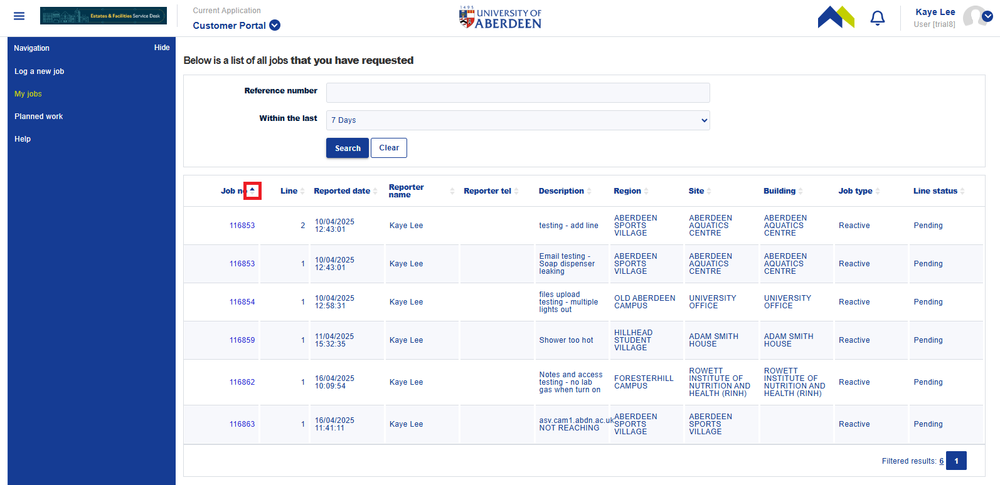 Estates & Facilities Service Desk
Current Application
Customer Portal
1495
UNIVERSITY OF
ABERDEEN
Kaye Lee
User [trial8]
Navigation
Hide
Log a new job
My jobs
Planned work
Help
Below is a list of all jobs that you have requested
Reference number
Within the last
7 Days
Search
Clear
Job n
Line
Reported date
Reporter
name
Reporter tel
Description
Region
Site
Building
Job type
Line status
116853
2
10/04/2025
12:43:01
Kaye Lee
testing - add line
ABERDEEN
SPORTS
VILLAGE
ABERDEEN
AQUATICS
CENTRE
ABERDEEN
AQUATICS
CENTRE
Reactive
Pending
116853
1
10/04/2025
12:43:01
Kaye Lee
Email testing -
Soap dispenser
leaking
ABERDEEN
SPORTS
VILLAGE
ABERDEEN
AQUATICS
CENTRE
ABERDEEN
AQUATICS
CENTRE
Reactive
Pending
116854
1
10/04/2025
12:58:31
Kaye Lee
files upload
testing - multiple
lights out
OLD ABERDEEN
CAMPUS
UNIVERSITY
OFFICE
UNIVERSITY
OFFICE
Reactive
Pending
116859
1
11/04/2025
15:32:35
Kaye Lee
Shower too hot
HILLHEAD
STUDENT
VILLAGE
ADAM SMITH
HOUSE
ADAM SMITH
HOUSE
Reactive
Pending
116862
1
16/04/2025
10:09:54
Kaye Lee
Notes and access
testing - no lab
gas when turn on
FORESTERHILL
CAMPUS
ROWETT
INSTITUTE OF
NUTRITION AND
HEALTH (RINH)
ROWETT
INSTITUTE OF
NUTRITION AND
HEALTH (RINH)
Reactive
Pending
116863
1
16/04/2025
11:41:11
Kaye Lee
asv.cam1.abdn.ac.uk
NOT REACHING
ABERDEEN
SPORTS
VILLAGE
ABERDEEN
SPORTS
VILLAGE
Reactive
Pending
Filtered results: 6
1